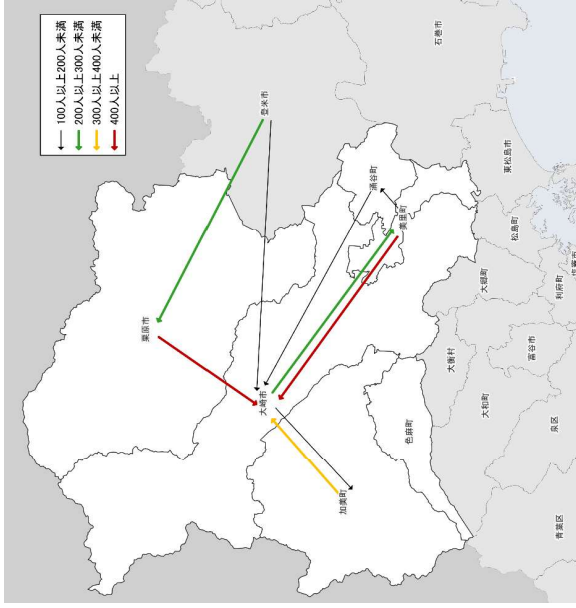 100人以上200人未満
200人以上300人未満
300人以上400人未満
400人以上
石巻市
登米市
栗原市
涌谷町
美里町
東松島市
松島町
大崎市
大郷町
利府町
塩竈市
大衡村
富谷市
色麻町
大和町
加美町
泉区
青葉区